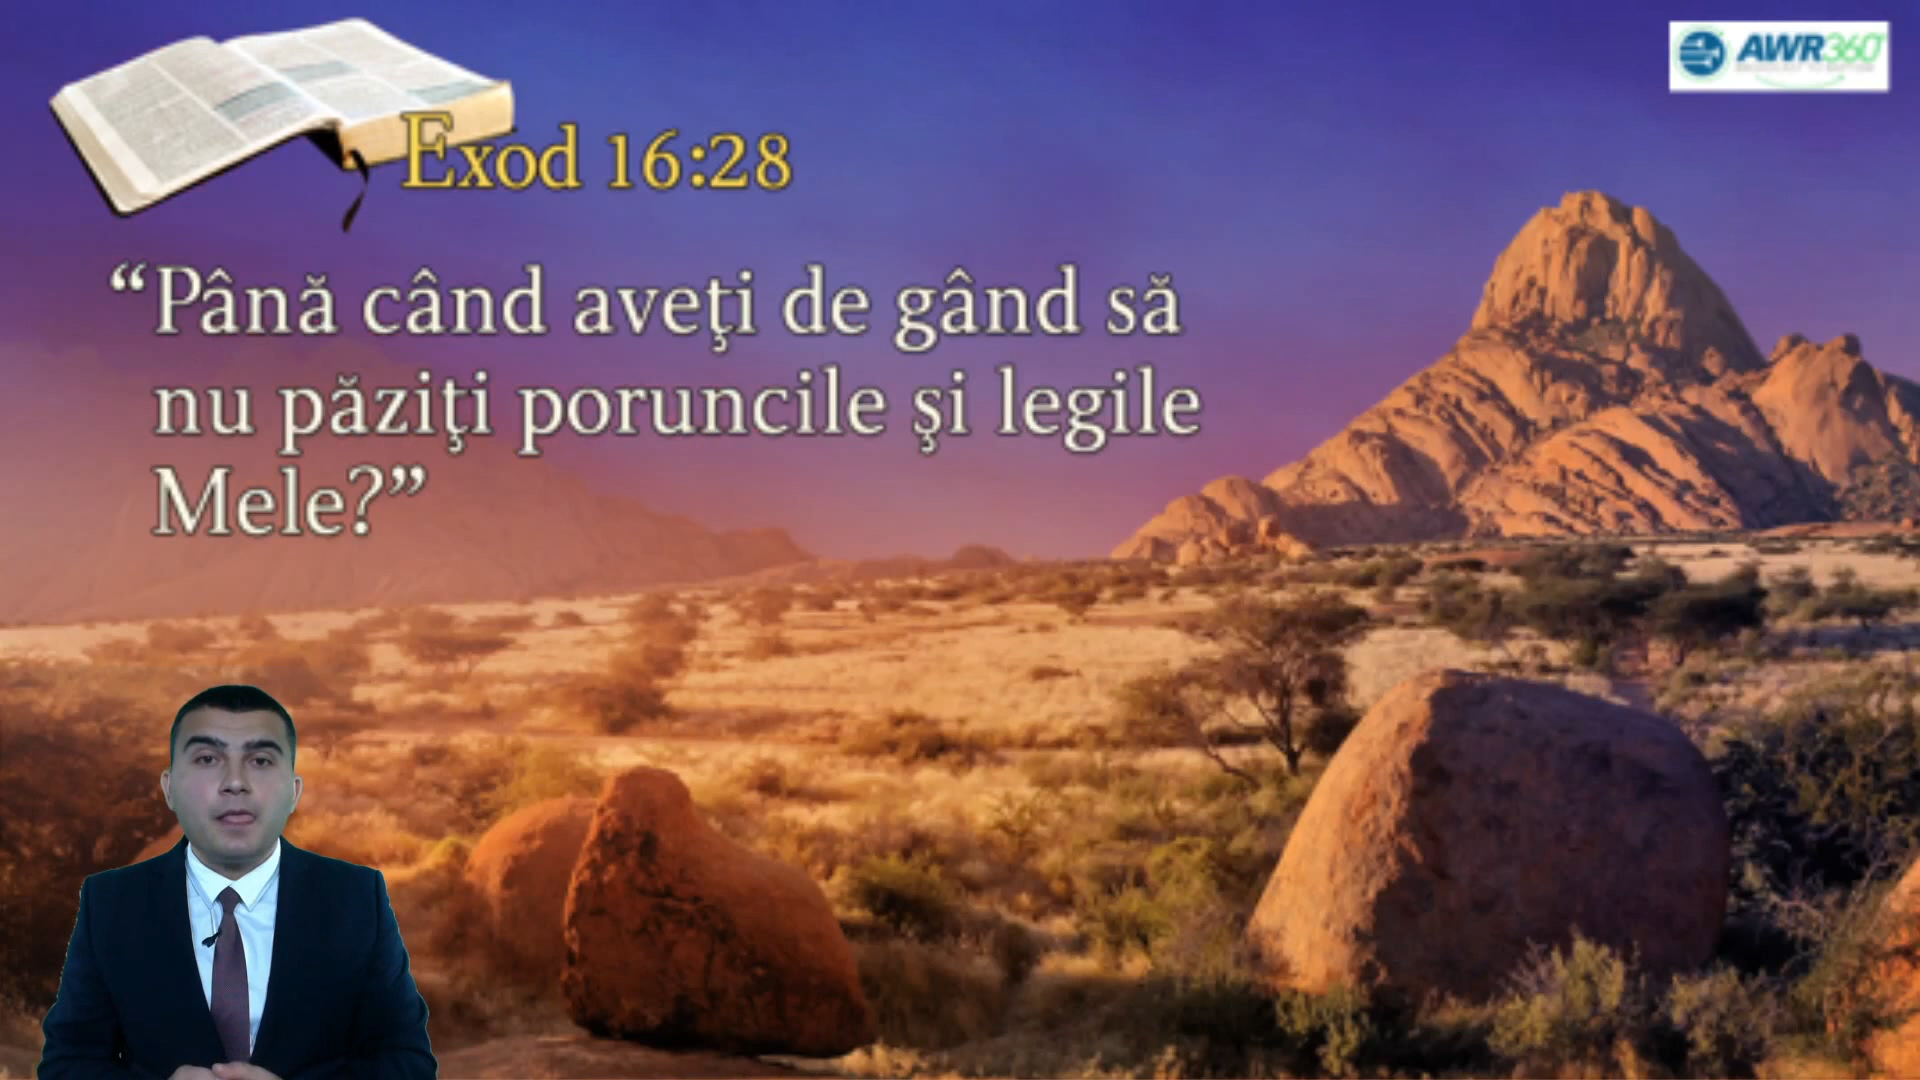 AWR360°
Exod 16:28
“Până când aveţi de gând să
nu păziţi poruncile şi legile
Mele?”